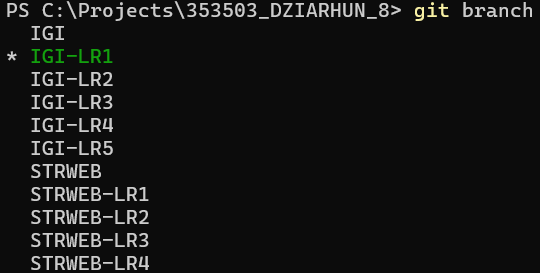 PS C:\Projects\353503_DZIARHUN_8> git branch
  IGI
* IGI-LR1
  IGI-LR2
  IGI-LR3
  IGI-LR4
  IGI-LR5
  STRWEB
  STRWEB-LR1
  STRWEB-LR2
  STRWEB-LR3
  STRWEB-LR4